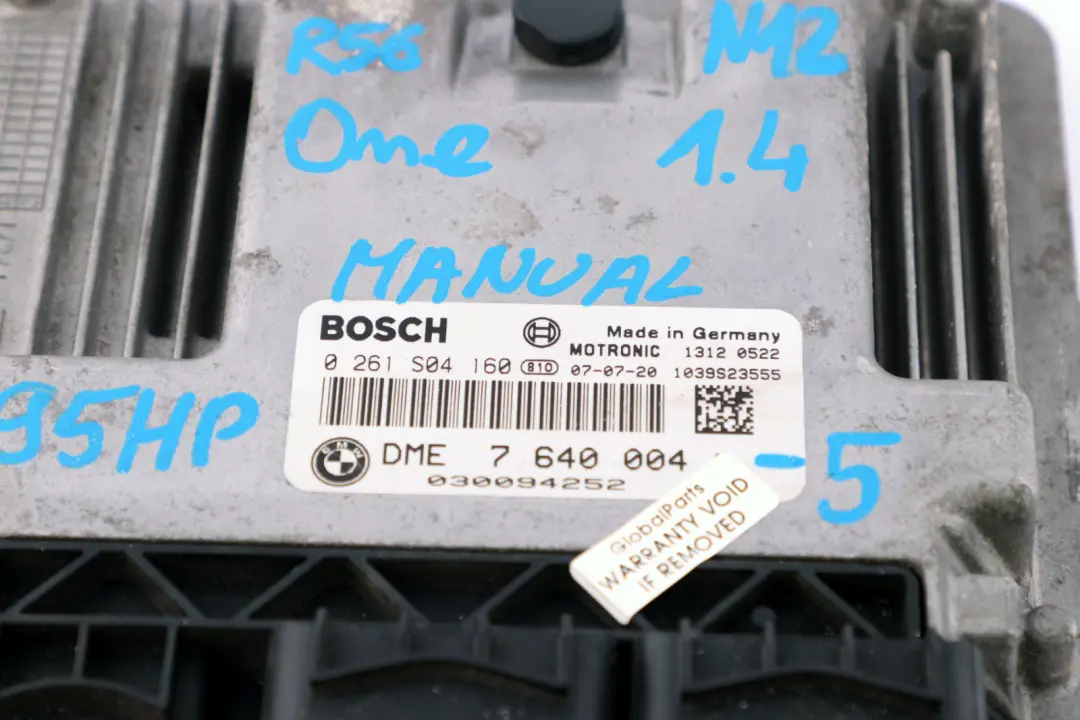 R56 N12
One 1.4
MANUAL
BOSCH Made in Germany
MOTRONIC 1312 0522
0 261 S04 160 810 07-07-20 1039S23555
95HP
BMW DME 7 640 004 -5
030094252
GlobalParts
WARRANTY VOID
IF REMOVED